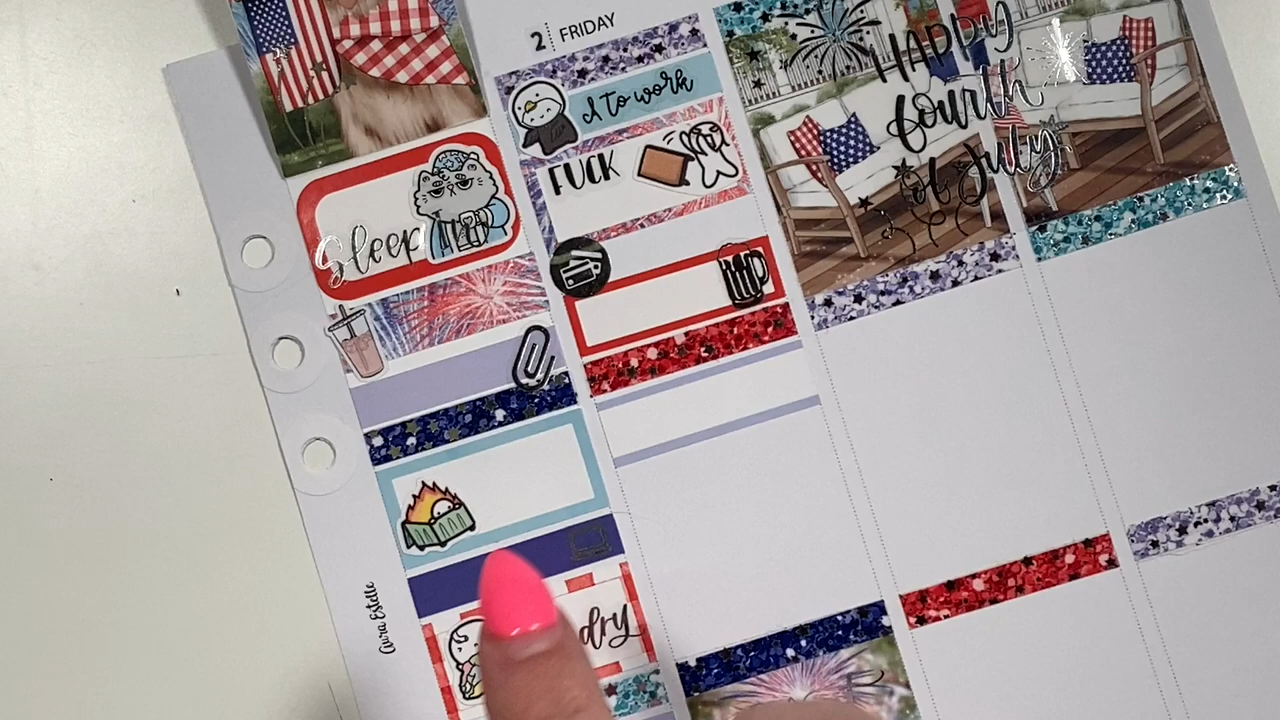 2 FRIDAY
to work
FUCK
Sleep
HAPPY
fourth
of July
Aura Estelle
dry